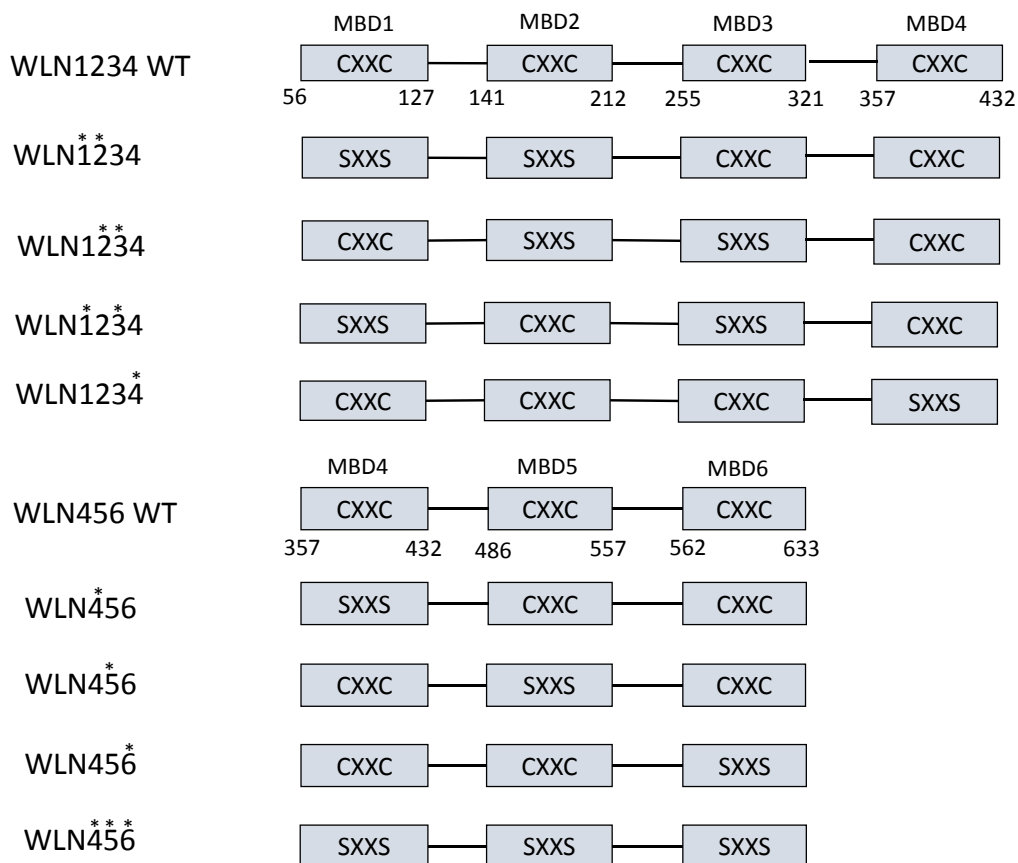 MBD1 MBD2 MBD3 MBD4
WLN1234 WT CXXC CXXC CXXC CXXC
56 127 141 212 255 321 357 432
* *
WLN1234 SXXS SXXS CXXC CXXC
* *
WLN1234 CXXC SXXS SXXS CXXC
* *
WLN1234 SXXS CXXC SXXS CXXC
*
WLN1234 CXXC CXXC CXXC SXXS
MBD4 MBD5 MBD6
WLN456 WT CXXC CXXC CXXC
357 432 486 557 562 633
*
WLN456 SXXS CXXC CXXC
*
WLN456 CXXC SXXS CXXC
*
WLN456 CXXC CXXC SXXS
* * *
WLN456 SXXS SXXS SXXS